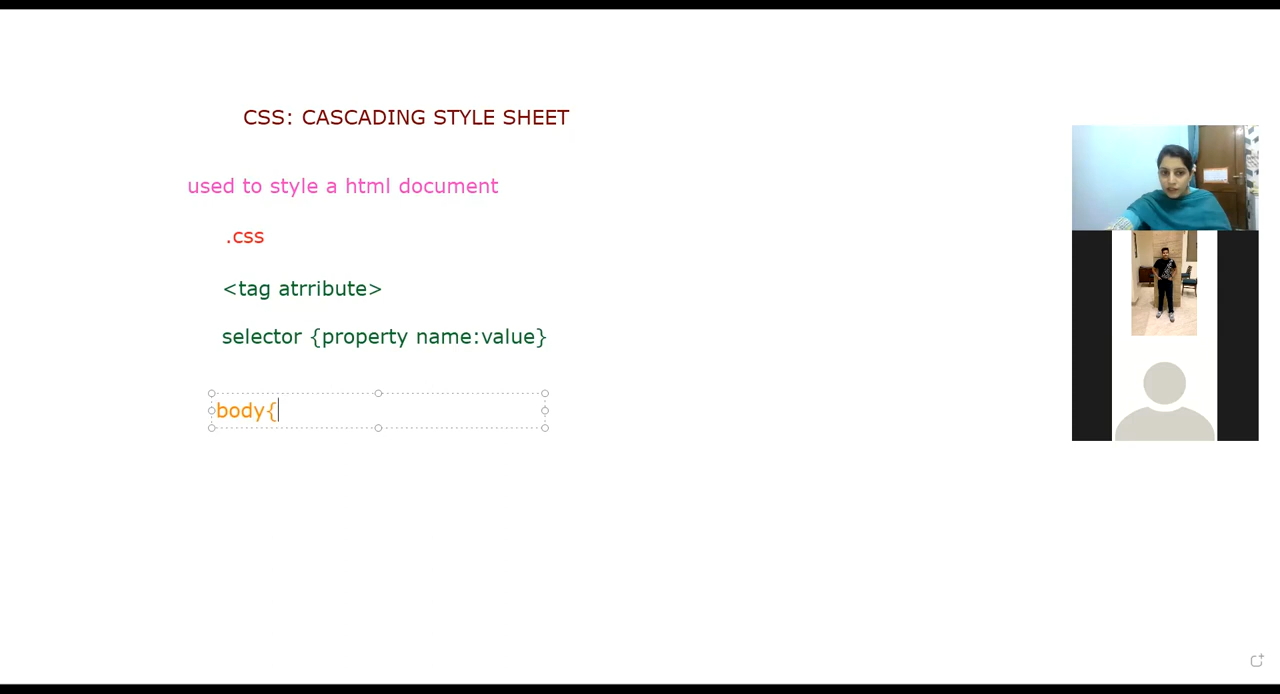 CSS: CASCADING STYLE SHEET
used to style a html document
.css
<tag atrribute>
selector {property name:value}
body{